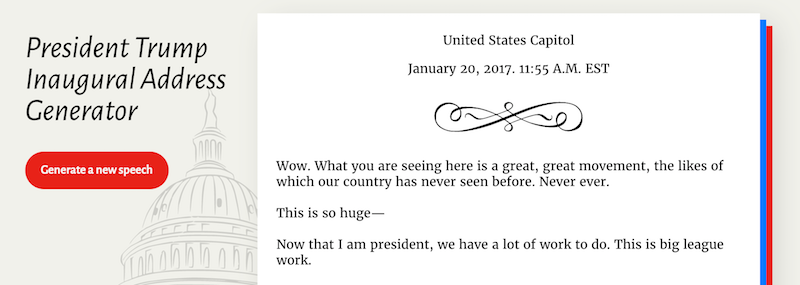 President Trump
Inaugural Address
Generator
Generate a new speech
United States Capitol
January 20, 2017. 11:55 A.M. EST
Wow. What you are seeing here is a great, great movement, the likes of
which our country has never seen before. Never ever.
This is so huge—
Now that I am president, we have a lot of work to do. This is big league
work.